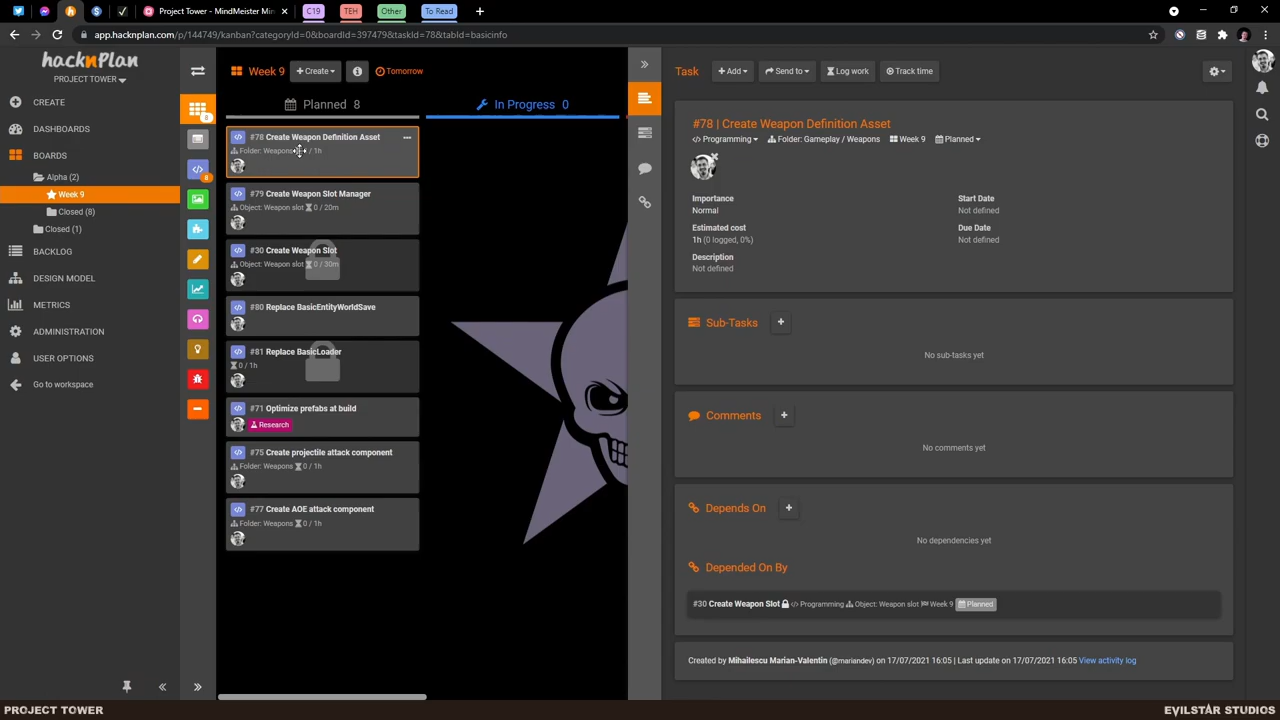 Project Tower - MindMeister Min
C19
TEH
Other
To Read
app.hacknplan.com/p/144749/kanban?categoryId=0&boardId=397479&taskId=78&tabId=basicinfo
hacknPlan
PROJECT TOWER
CREATE
DASHBOARDS
BOARDS
Alpha (2)
Week 9
Closed (8)
Closed (1)
BACKLOG
DESIGN MODEL
METRICS
ADMINISTRATION
USER OPTIONS
Go to workspace
8
8
Week 9
Create
Tomorrow
Planned 8
In Progress 0
#78 Create Weapon Definition Asset
Folder: Weapons / 1h
#79 Create Weapon Slot Manager
Object: Weapon slot 0 / 20m
#30 Create Weapon Slot
Object: Weapon slot 0 / 30m
#80 Replace BasicEntityWorldSave
#81 Replace BasicLoader
0 / 1h
#71 Optimize prefabs at build
Research
#75 Create projectile attack component
Folder: Weapons 0 / 1h
#77 Create AOE attack component
Folder: Weapons 0 / 1h
Task
Add
Send to
Log work
Track time
#78 | Create Weapon Definition Asset
Programming Folder: Gameplay / Weapons Week 9 Planned
Importance
Normal
Start Date
Not defined
Estimated cost
1h (0 logged, 0%)
Due Date
Not defined
Description
Not defined
Sub-Tasks
No sub-tasks yet
Comments
No comments yet
Depends On
No dependencies yet
Depended On By
#30 Create Weapon Slot Programming Object: Weapon slot Week 9 Planned
Created by Mihailescu Marian-Valentin (@mariandev) on 17/07/2021 16:05 | Last update on 17/07/2021 16:05 View activity log
PROJECT TOWER
EVILSTAR STUDIOS